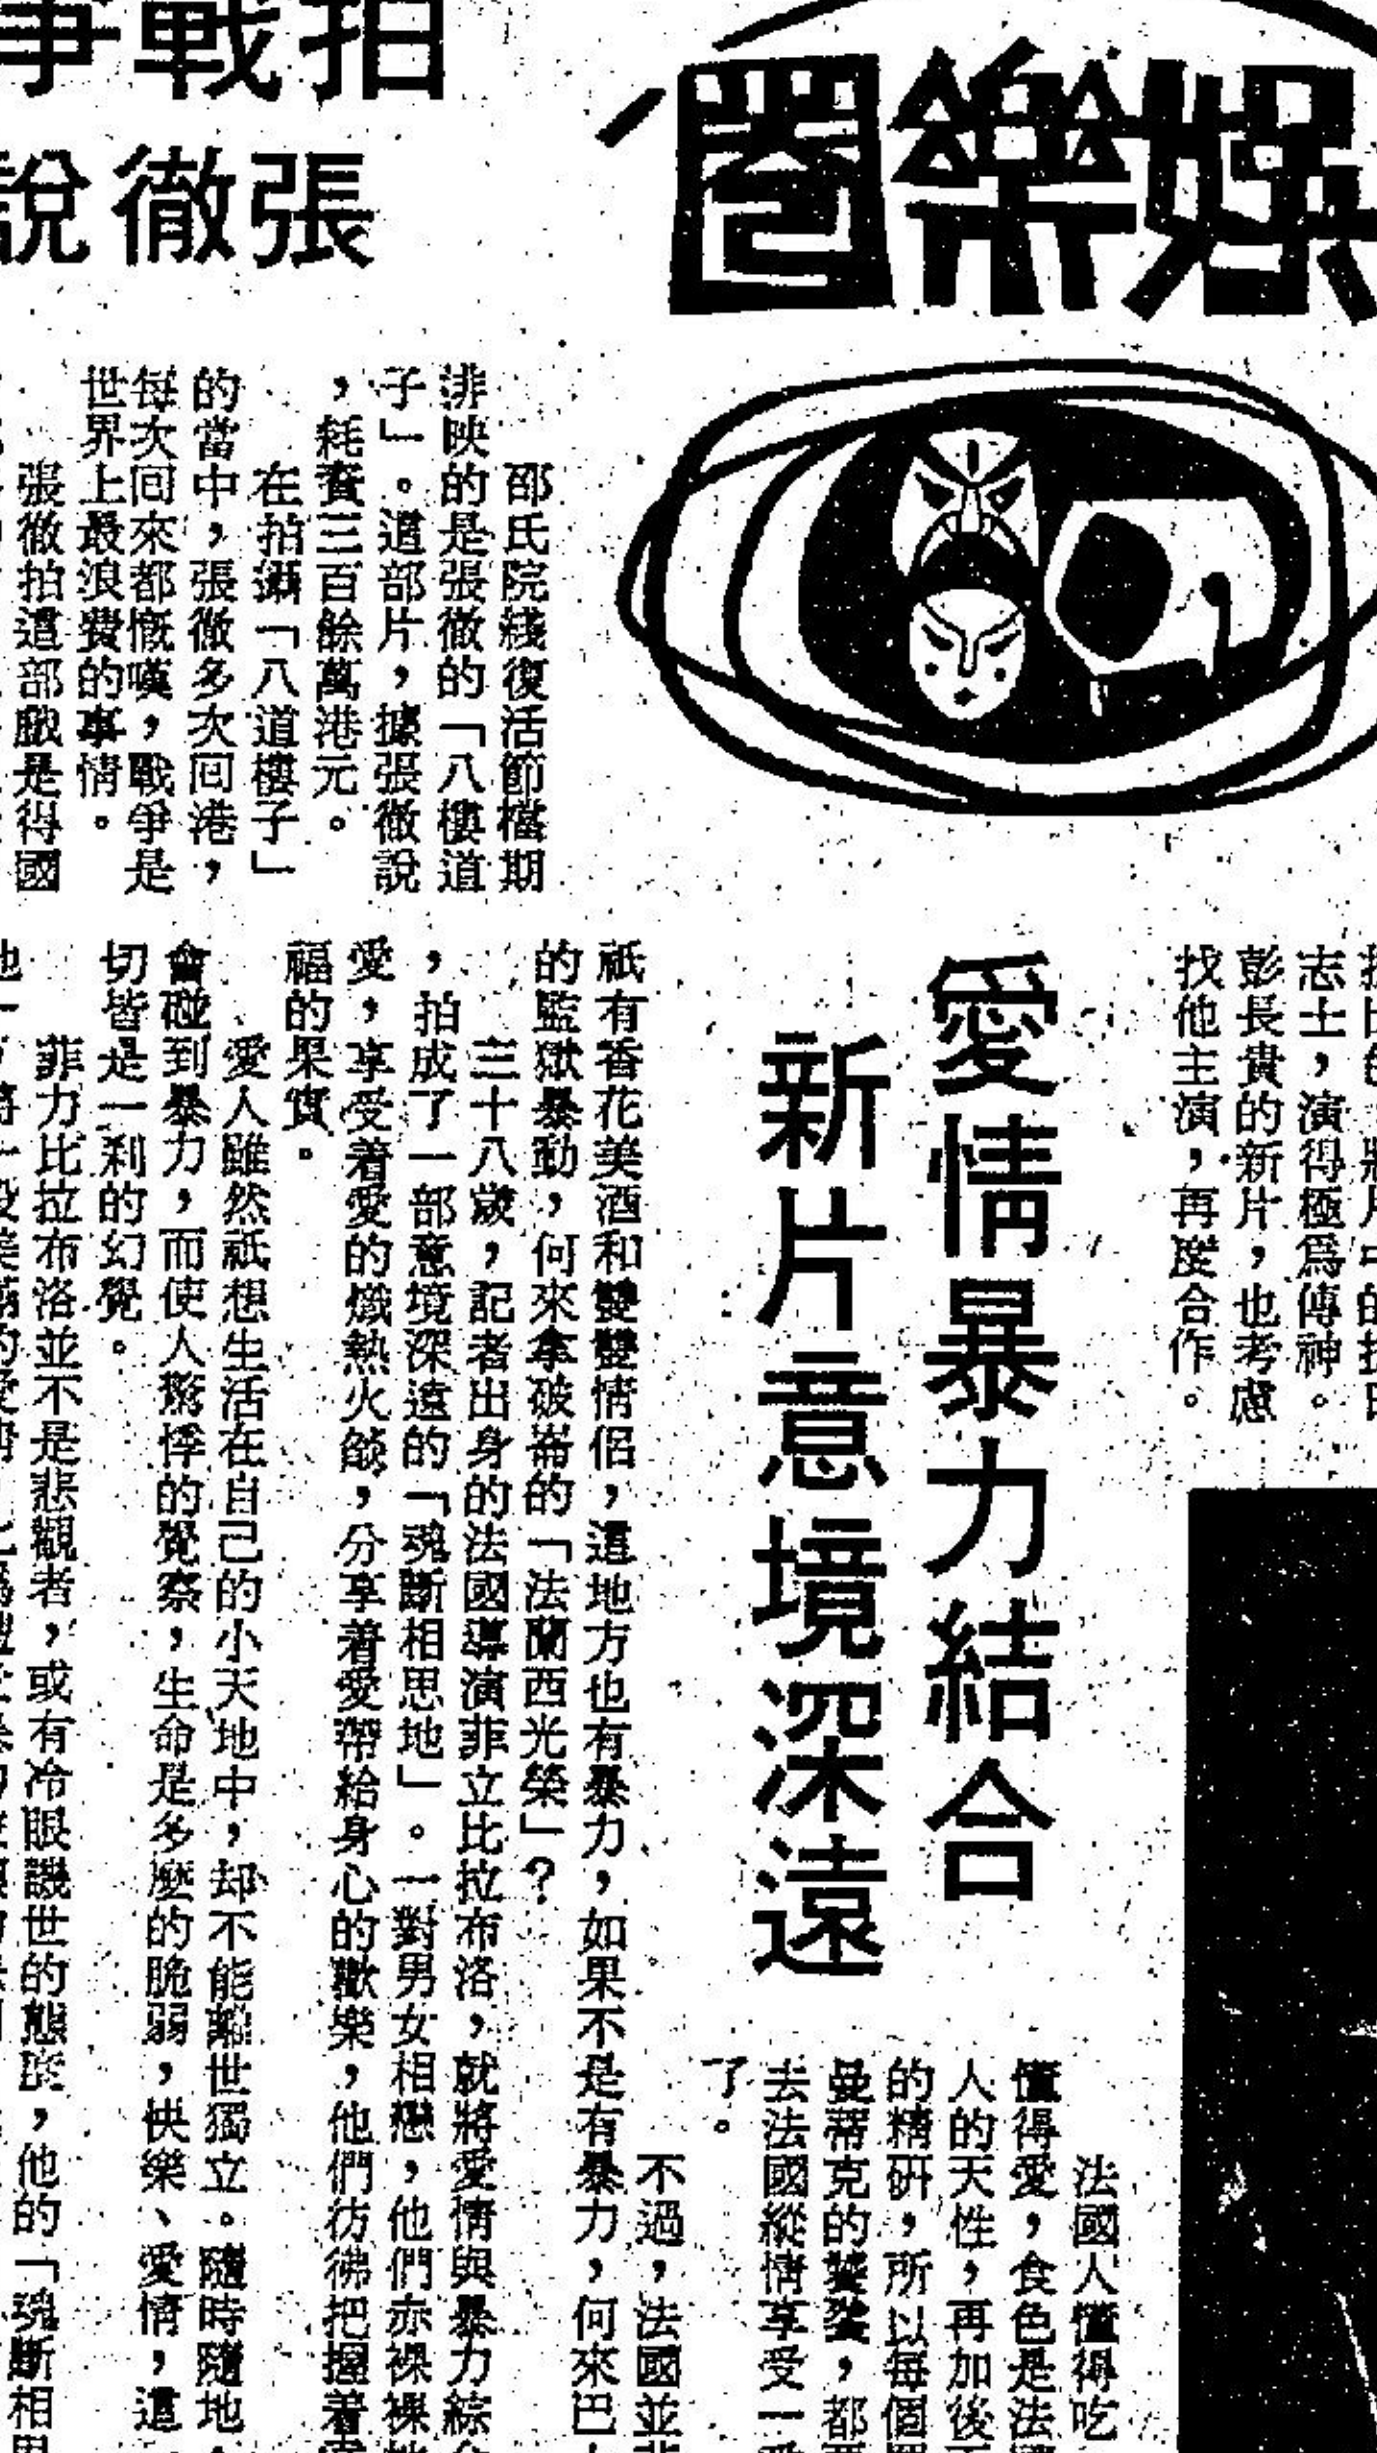 娛樂圈
拍戰爭
張徹說
邵氏院綫復活節檔期
排映的是張徹的「八樓道
子」。這部片，據張徹說
，耗資三百餘萬港元。
在拍攝「八道樓子」
的當中，張徹多次回港，
每次回來都慨嘆，戰爭是
世界上最浪費的事情。
張徹拍這部戲是得國
志士，演得極爲傳神。
彭長貴的新片，也考慮
找他主演，再度合作。
愛情暴力結合
新片意境深遠
法國人懂得吃
懂得愛，食色是法
人的天性，再加後
的精研，所以每個
曼蒂克的
，都
去法國縱情享受一
了。
不過，法國並
祇有香花美酒和雙雙情侶，這地方也有暴力，如果不是有暴力，何來巴
的監獄暴動，何來拿破崙的「法蘭西光榮」？
三十八歲，記者出身的法國導演菲立比拉布洛，就將愛情與暴力綜
，拍成了一部意境深遠的「魂斷相思地」。一對男女相戀，他們赤裸裸
愛，享受着愛的熾熱火燄，分享着愛帶給身心的歡樂，他們彷彿把握着
福的果實。
愛人雖然祇想生活在自己的小天地中，却不能離世獨立。隨時隨地
會碰到暴力，而使人驚悸的覺察，生命是多麼的脆弱，快樂、愛情，這
切皆是一刹的幻覺。
菲力比拉布洛並不是悲觀者，或有冷眼譏世的態度，他的「魂斷相思